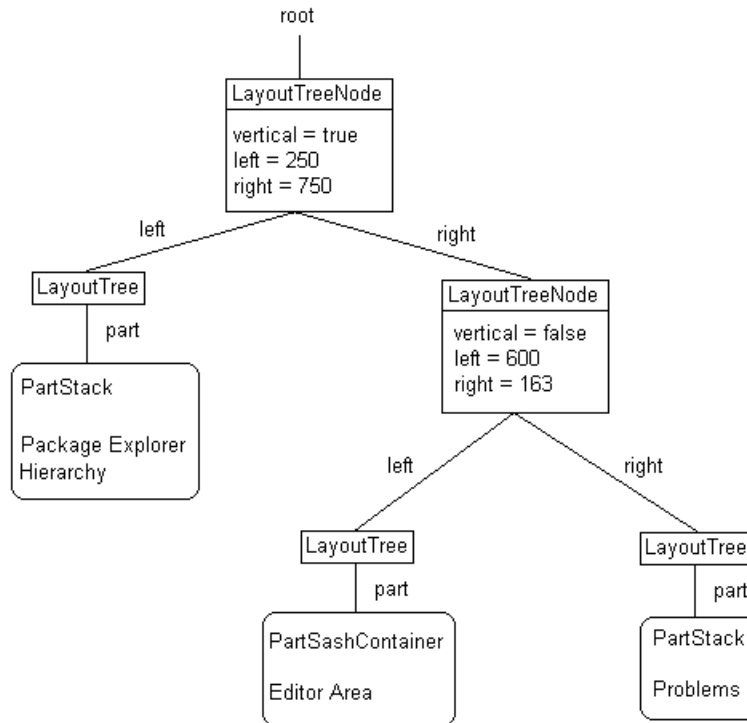 root
LayoutTreeNode
vertical = true
left = 250
right = 750
left
right
LayoutTree
LayoutTreeNode
part
vertical = false
left = 600
right = 163
PartStack
Package Explorer
Hierarchy
left
right
LayoutTree
LayoutTree
part
part
PartSashContainer
Editor Area
PartStack
Problems